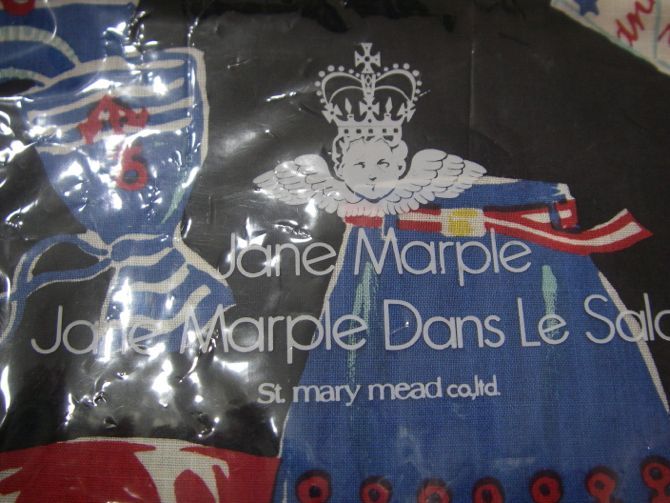 Jane Marple
Jane Marple Dans Le Salo
St. mary mead co.,ltd.